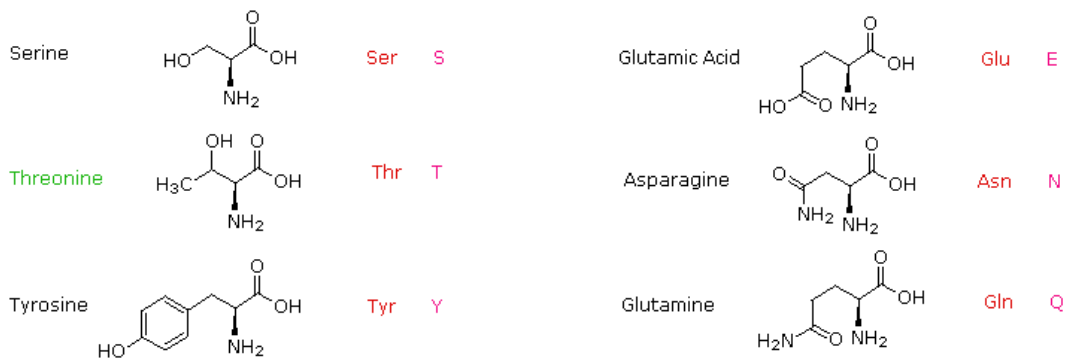 Serine HO O OH NH2 Ser S
Glutamic Acid O OH HO O NH2 Glu E
Threonine OH O H3C OH NH2 Thr T
Asparagine O O OH NH2 NH2 Asn N
Tyrosine O OH HO NH2 Tyr Y
Glutamine O OH H2N O NH2 Gln Q